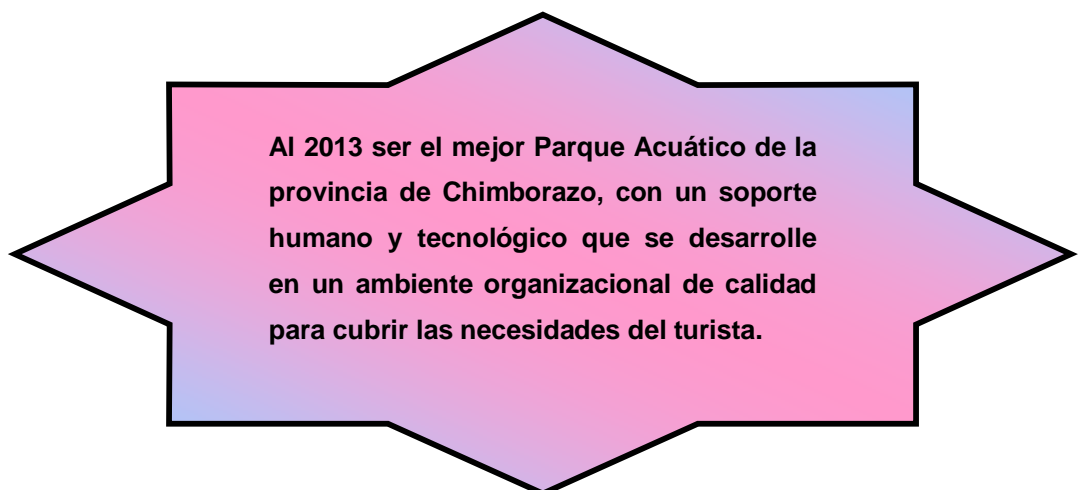 Al 2013 ser el mejor Parque Acuático de la
provincia de Chimborazo, con un soporte
humano y tecnológico que se desarrolle
en un ambiente organizacional de calidad
para cubrir las necesidades del turista.